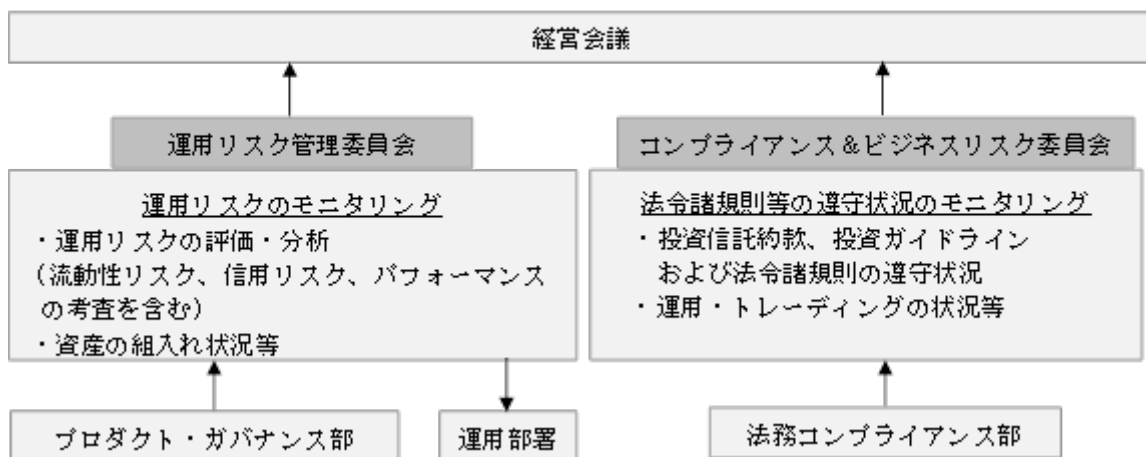 経営会議
運用リスク管理委員会
運用リスクのモニタリング
・運用リスクの評価・分析
（流動性リスク、信用リスク、パフォーマンス
の考査を含む）
・資産の組入れ状況等
プロダクト・ガバナンス部
運用部署
コンプライアンス＆ビジネスリスク委員会
法令諸規則等の遵守状況のモニタリング
・投資信託約款、投資ガイドライン
および法令諸規則の遵守状況
・運用・トレーディングの状況等
法務コンプライアンス部